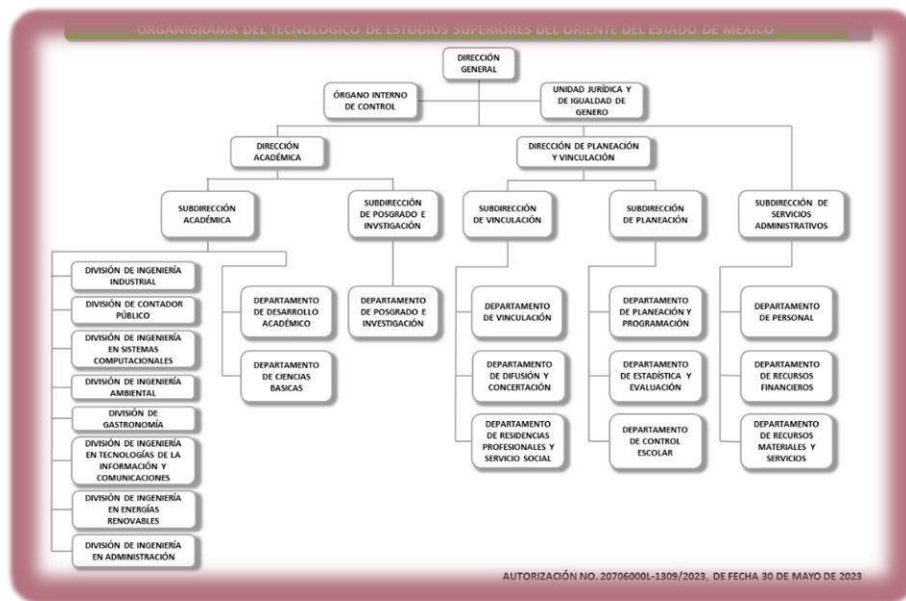 ORGANIGRAMA DEL TECNOLOGICO DE ESTUDIOS SUPERIORES DEL ORIENTE DEL ESTADO DE MEXICO
DIRECCIÓN
GENERAL
ÓRGANO INTERNO
DE CONTROL
UNIDAD JURÍDICA Y
DE IGUALDAD DE
GENERO
DIRECCIÓN
ACADÉMICA
DIRECCIÓN DE PLANEACIÓN
Y VINCULACIÓN
SUBDIRECCIÓN
ACADÉMICA
SUBDIRECCIÓN
DE POSGRADO E
INVSTIGACIÓN
SUBDIRECCIÓN
DE VINCULACIÓN
SUBDIRECCIÓN
DE PLANEACIÓN
SUBDIRECCIÓN DE
SERVICIOS
ADMINISTRATIVOS
DIVISIÓN DE INGENIERÍA
INDUSTRIAL
DIVISIÓN DE CONTADOR
PÚBLICO
DIVISIÓN DE INGENIERÍA
EN SISTEMAS
COMPUTACIONALES
DIVISIÓN DE INGENIERÍA
AMBIENTAL
DIVISIÓN DE
GASTRONOMÍA
DIVISIÓN DE INGENIERÍA
EN TECNOLOGÍAS DE LA
INFORMACIÓN Y
COMUNICACIONES
DIVISIÓN DE INGENIERÍA
EN ENERGÍAS
RENOVABLES
DIVISIÓN DE INGENIERÍA
EN ADMINISTRACIÓN
DEPARTAMENTO
DE DESARROLLO
ACADÉMICO
DEPARTAMENTO
DE CIENCIAS
BASICAS
DEPARTAMENTO
DE POSGRADO E
INVESTIGACIÓN
DEPARTAMENTO
DE VINCULACIÓN
DEPARTAMENTO
DE DIFUSIÓN Y
CONCERTACIÓN
DEPARTAMENTO
DE RESIDENCIAS
PROFESIONALES Y
SERVICIO SOCIAL
DEPARTAMENTO
DE PLANEACIÓN Y
PROGRAMACIÓN
DEPARTAMENTO
DE ESTADÍSTICA Y
EVALUACIÓN
DEPARTAMENTO
DE CONTROL
ESCOLAR
DEPARTAMENTO
DE PERSONAL
DEPARTAMENTO
DE RECURSOS
FINANCIEROS
DEPARTAMENTO
DE RECURSOS
MATERIALES Y
SERVICIOS
AUTORIZACIÓN NO. 20706000L-1309/2023, DE FECHA 30 DE MAYO DE 2023